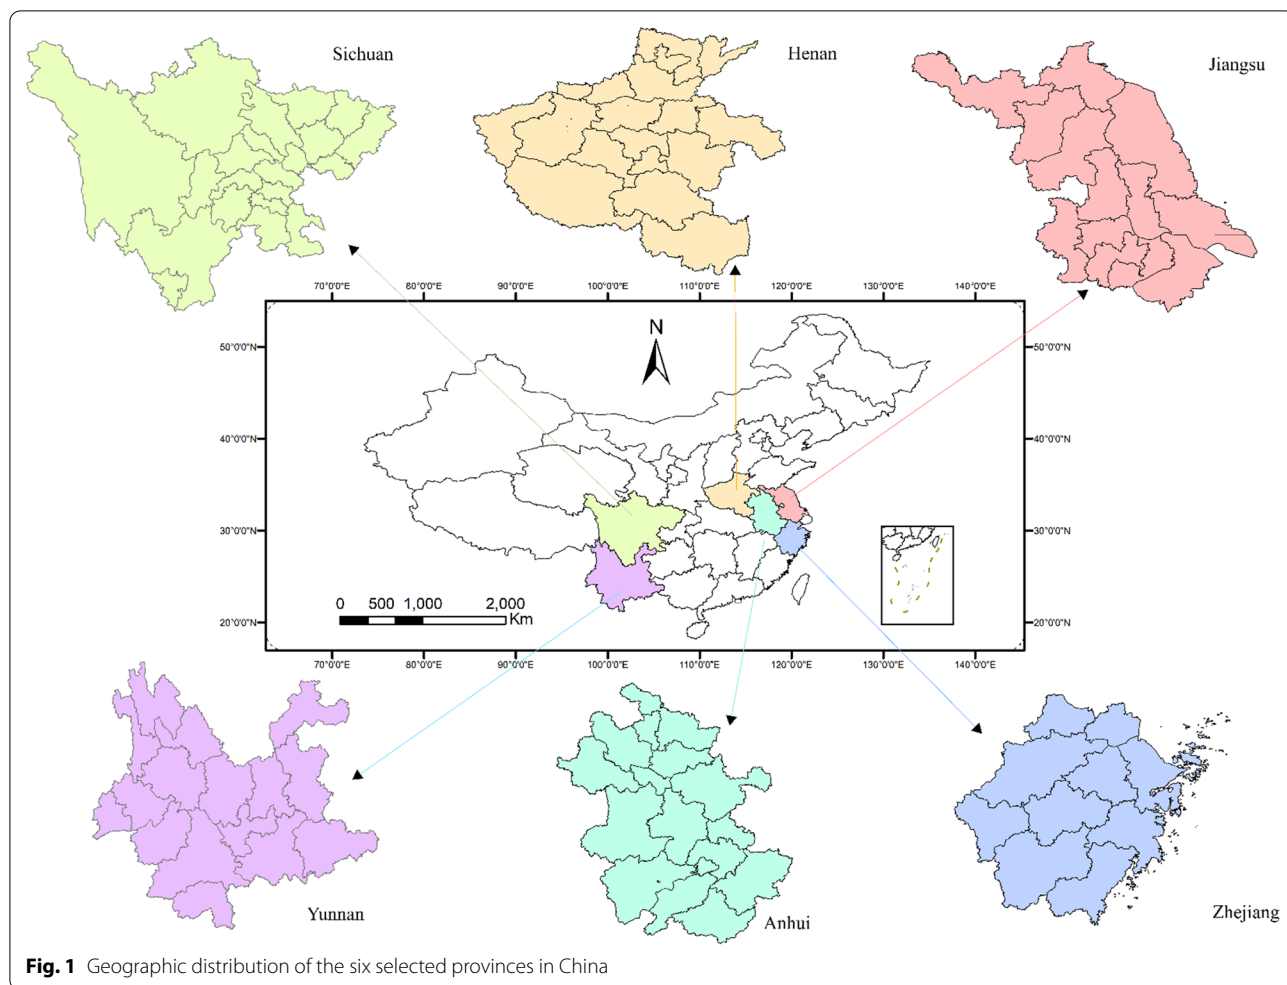 Sichuan
Henan
Jiangsu
70°0'0"E 80°0'0"E 90°0'0"E 100°0'0"E 110°0'0"E 120°0'0"E 130°0'0"E 140°0'0"E
N
50°0'0"N 50°0'0"N
40°0'0"N 40°0'0"N
30°0'0"N 30°0'0"N
0 500 1,000 2,000
Km
20°0'0"N 20°0'0"N
70°0'0"E 80°0'0"E 90°0'0"E 100°0'0"E 110°0'0"E 120°0'0"E 130°0'0"E 140°0'0"E
Yunnan
Anhui
Zhejiang
Fig. 1 Geographic distribution of the six selected provinces in China